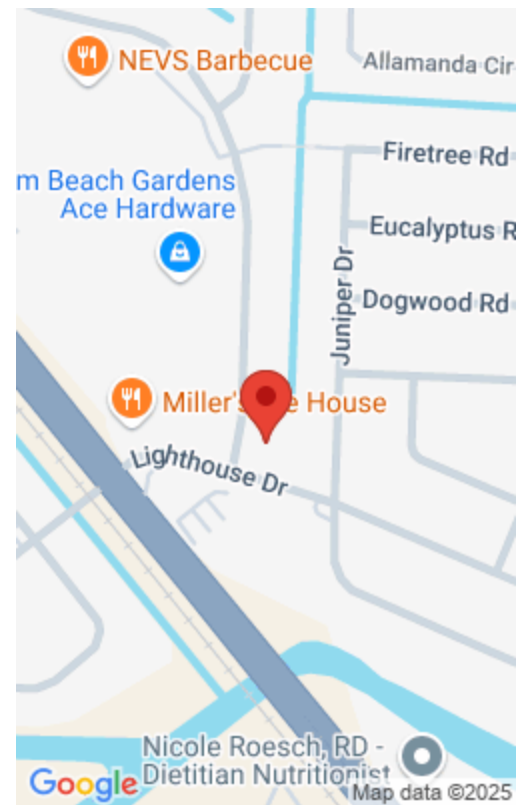 NEVS Barbecue
Allamanda Cir
Firetree Rd
m Beach Gardens
Ace Hardware
Eucalyptus R
Juniper Dr
Dogwood Rd
Miller's e House
Lighthouse Dr
Nicole Roesch, RD -
Dietitian Nutritionist
Google
Map data ©2025